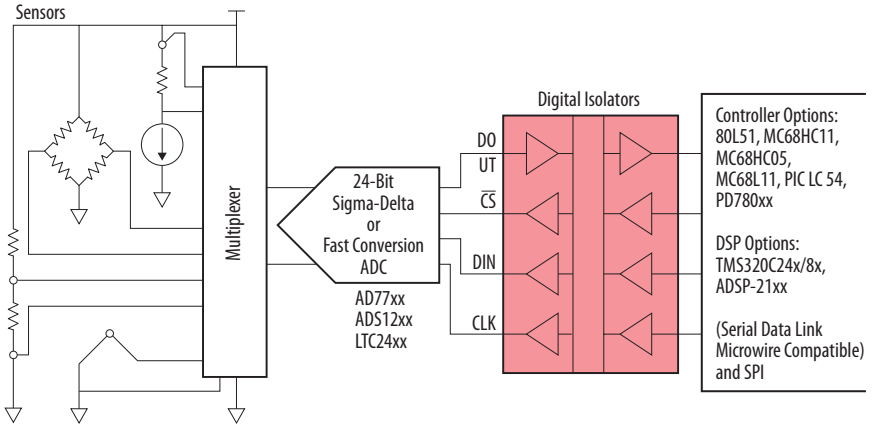 Sensors
Multiplexer
24-Bit
Sigma-Delta
or
Fast Conversion
ADC
AD77xx
ADS12xx
LTC24xx
Digital Isolators
DO
UT
CS
DIN
CLK
Controller Options:
80L51, MC68HC11,
MC68HC05,
MC68L11, PIC LC 54,
PD780xx
DSP Options:
TMS320C24x/8x,
ADSP-21xx
(Serial Data Link
Microwire Compatible)
and SPI